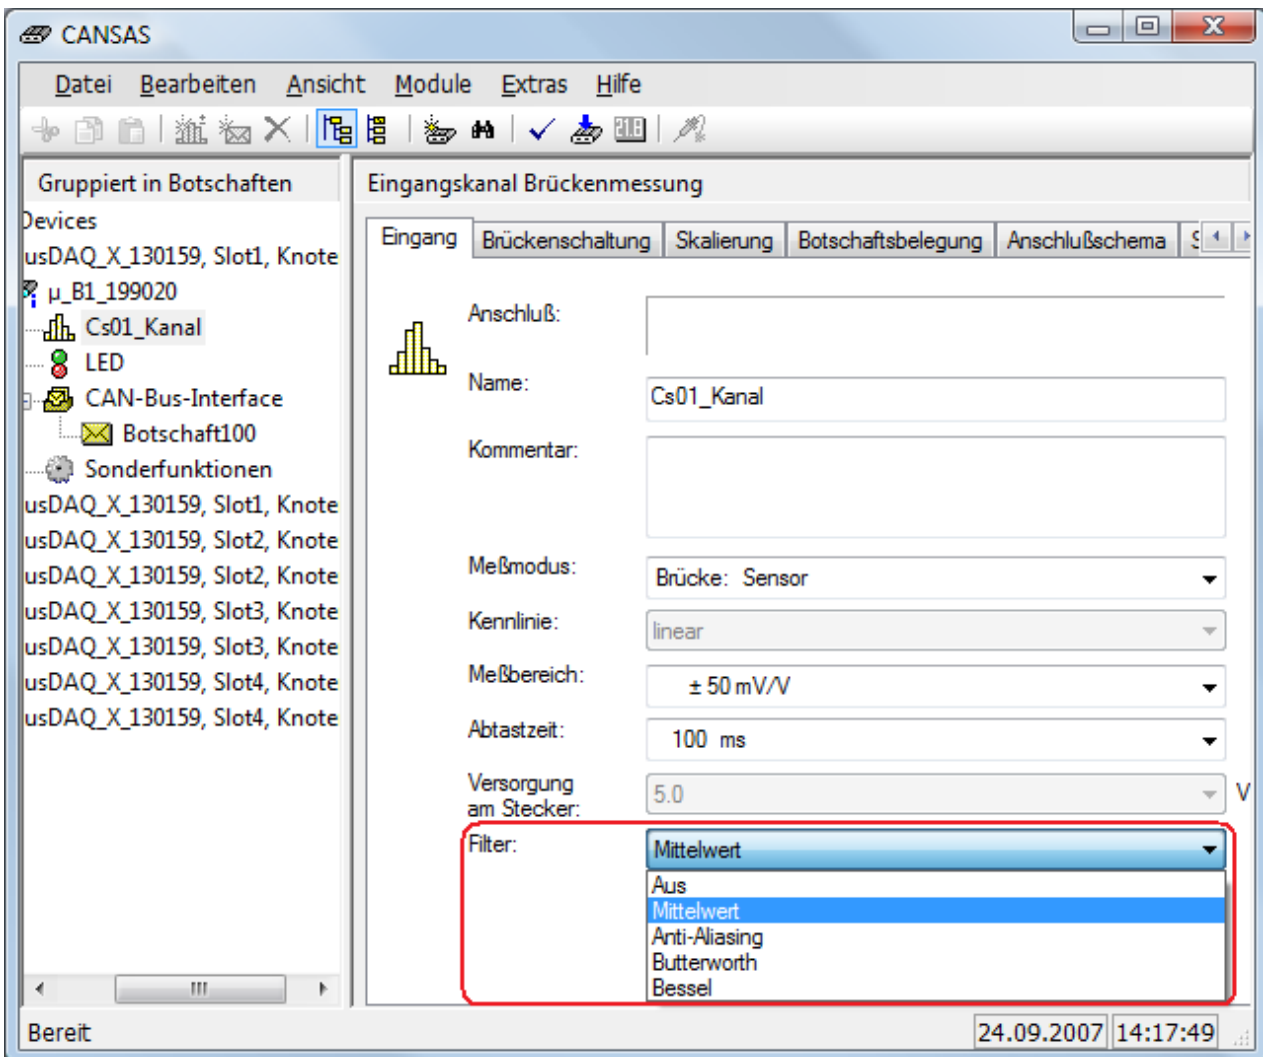 CANSAS
Datei Bearbeiten Ansicht Module Extras Hilfe
21.8
Gruppiert in Botschaften
Devices
usDAQ_X_130159, Slot1, Knote
µ_B1_199020
Cs01_Kanal
LED
CAN-Bus-Interface
Botschaft100
Sonderfunktionen
usDAQ_X_130159, Slot1, Knote
usDAQ_X_130159, Slot2, Knote
usDAQ_X_130159, Slot2, Knote
usDAQ_X_130159, Slot3, Knote
usDAQ_X_130159, Slot3, Knote
usDAQ_X_130159, Slot4, Knote
usDAQ_X_130159, Slot4, Knote
Eingangskanal Brückenmessung
Eingang Brückenschaltung Skalierung Botschaftsbelegung Anschlußschema S
Anschluß:
Name: Cs01_Kanal
Kommentar:
Meßmodus: Brücke: Sensor
Kennlinie: linear
Meßbereich: ± 50 mV/V
Abtastzeit: 100 ms
Versorgung
am Stecker: 5.0 V
Filter: Mittelwert
Aus
Mittelwert
Anti-Aliasing
Butterworth
Bessel
Bereit 24.09.2007 14:17:49